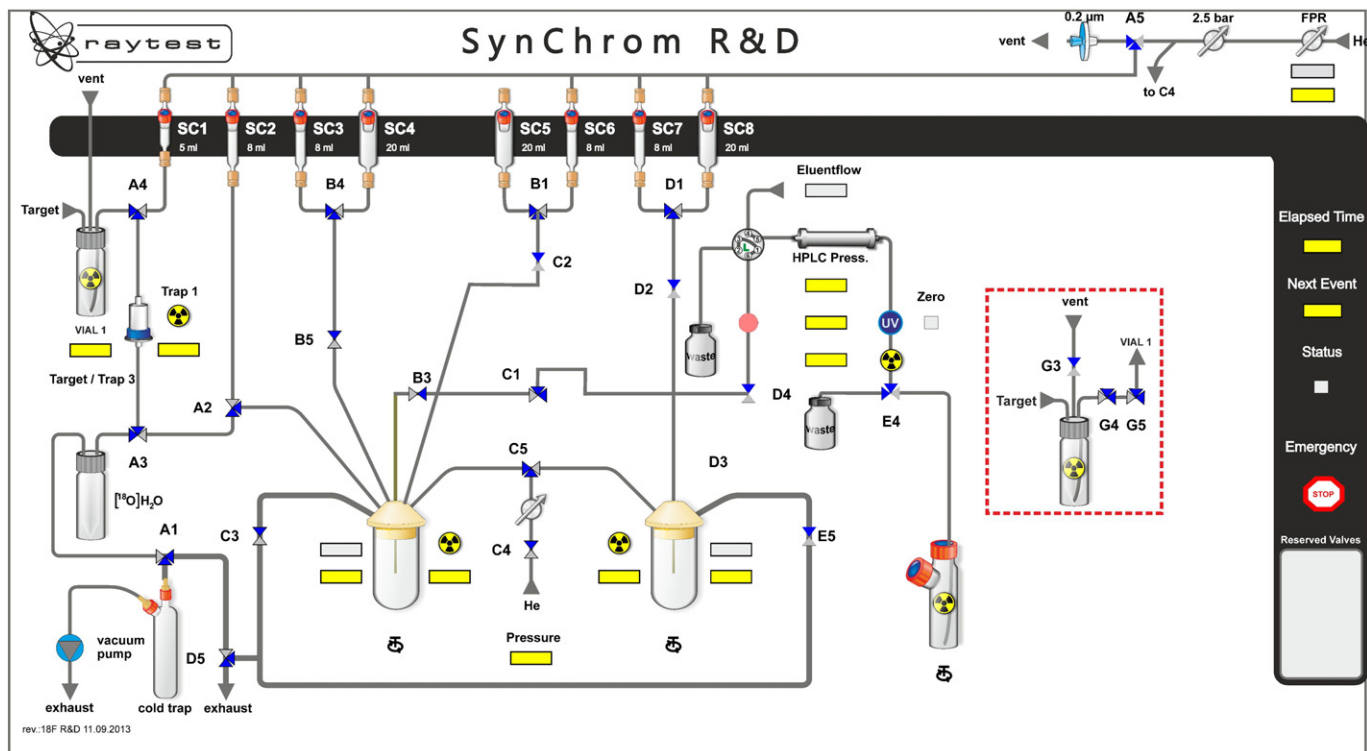 raytest
SynChrom R&D
0.2 µm
A5
2.5 bar
FPR
vent
He
to C4
vent
SC1
5 ml
SC2
8 ml
SC3
8 ml
SC4
20 ml
SC5
20 ml
SC6
8 ml
SC7
8 ml
SC8
20 ml
A4
B4
B1
D1
Eluentflow
Target
Elapsed Time
L
HPLC Press.
C2
D2
Trap 1
Next Event
Zero
vent
VIAL 1
UV
B5
waste
VIAL 1
Status
Target / Trap 3
G3
B3
C1
D4
A2
Target
waste
E4
G4
G5
A3
C5
D3
Emergency
[¹⁸O]H₂O
STOP
A1
C3
C4
E5
Reserved Valves
He
vacuum
pump
D5
Pressure
exhaust
cold trap
exhaust
rev.:18F R&D 11.09.2013